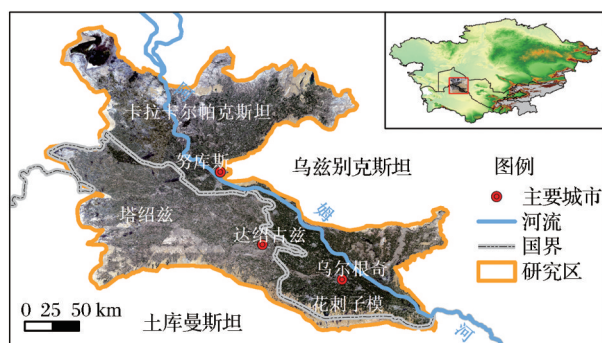 卡拉卡尔帕克斯坦
努库斯
乌兹别克斯坦
图例
主要城市
河流
国界
研究区
塔绍兹
达绍古兹
姆
乌尔根奇
花刺子模
河
0 25 50 km
土库曼斯坦